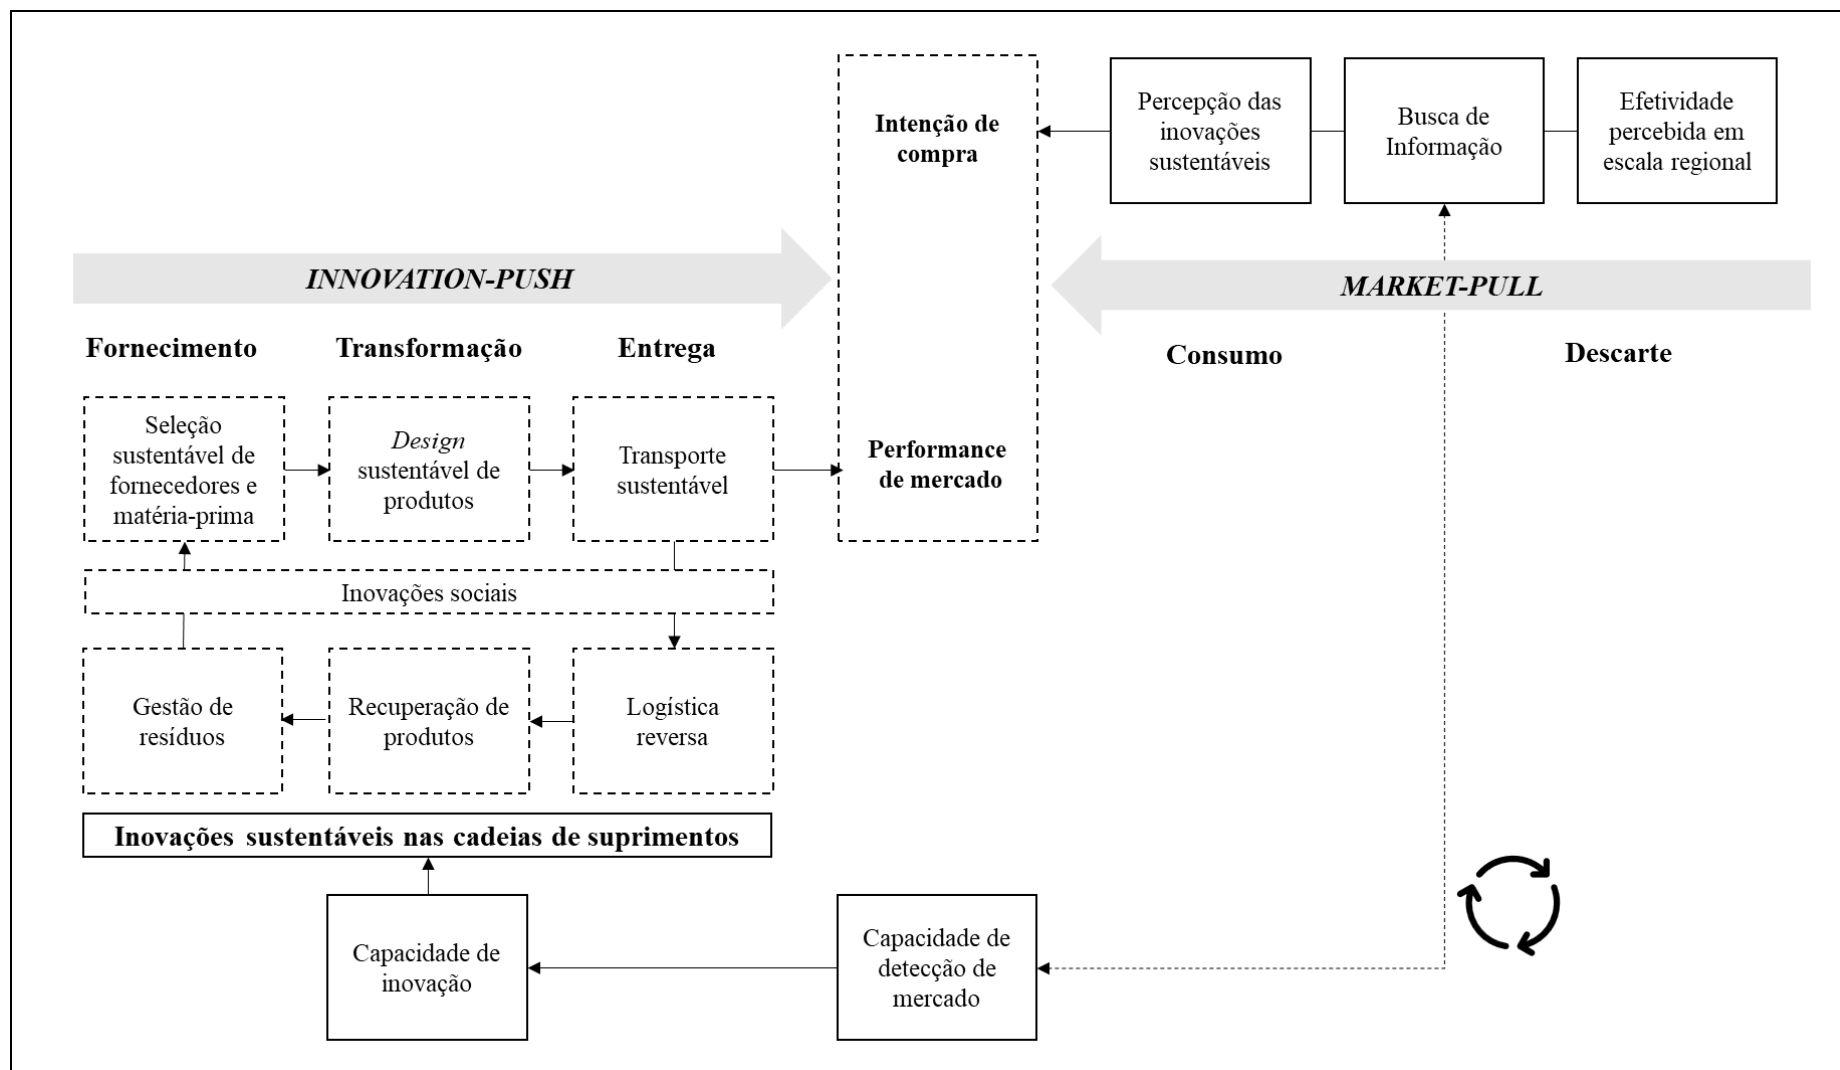 Intenção de
compra
Percepção das
inovações
sustentáveis
Busca de
Informação
Efetividade
percebida em
escala regional
INNOVATION-PUSH
MARKET-PULL
Fornecimento
Transformação
Entrega
Consumo
Descarte
Seleção
sustentável de
fornecedores e
matéria-prima
Design
sustentável de
produtos
Transporte
sustentável
Performance
de mercado
Inovações sociais
Gestão de
resíduos
Recuperação de
produtos
Logística
reversa
Inovações sustentáveis nas cadeias de suprimentos
Capacidade de
inovação
Capacidade de
detecção de
mercado